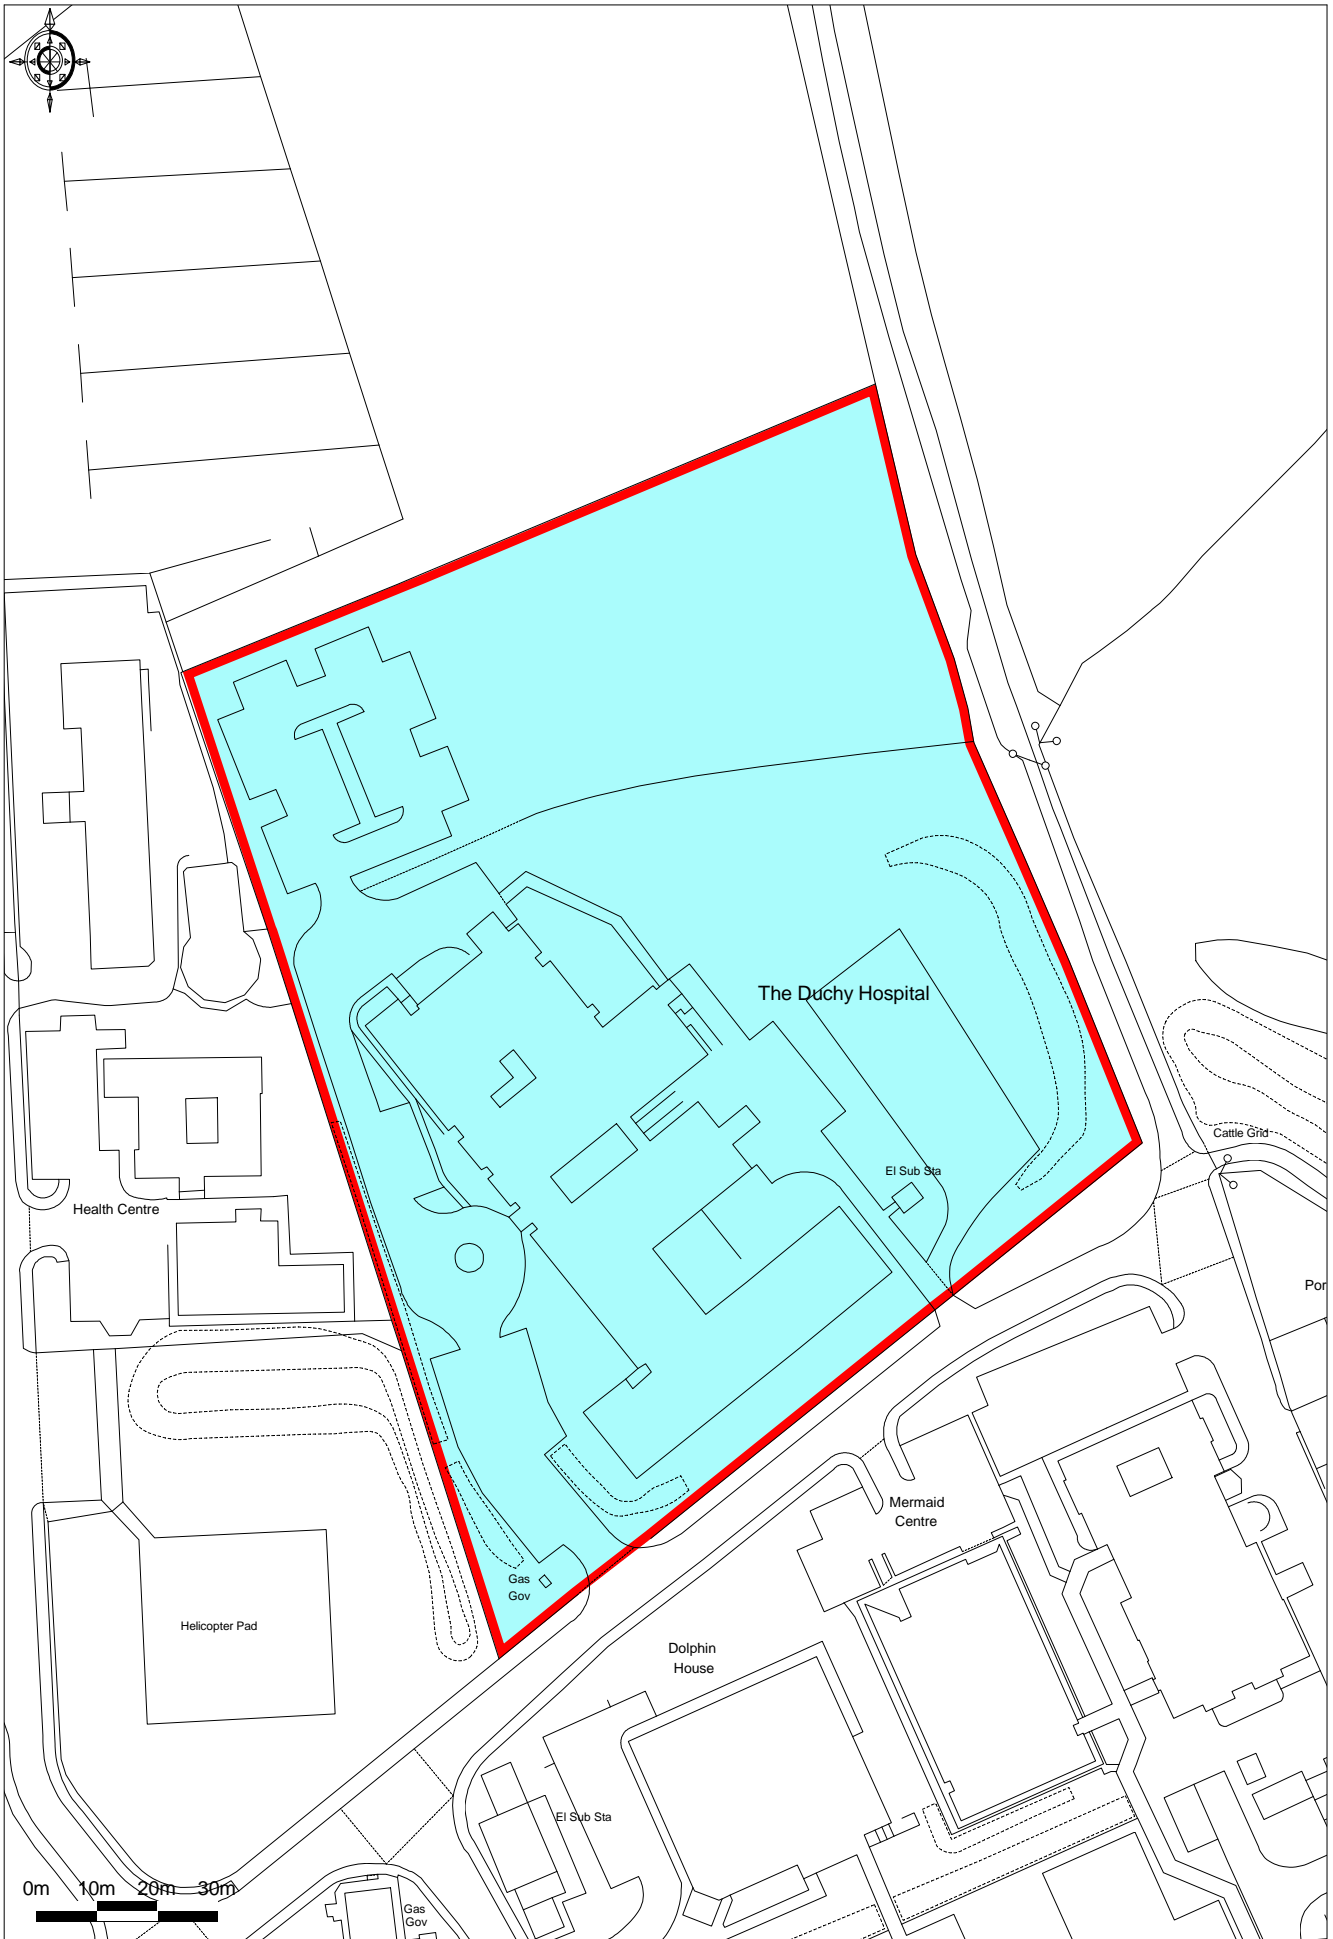 The Duchy Hospital
Cattle Grid
El Sub Sta
Health Centre
Mermaid
Centre
Gas
Gov
Helicopter Pad
Dolphin
House
El Sub Sta
0m 10m 20m 30m
Gas
Gov